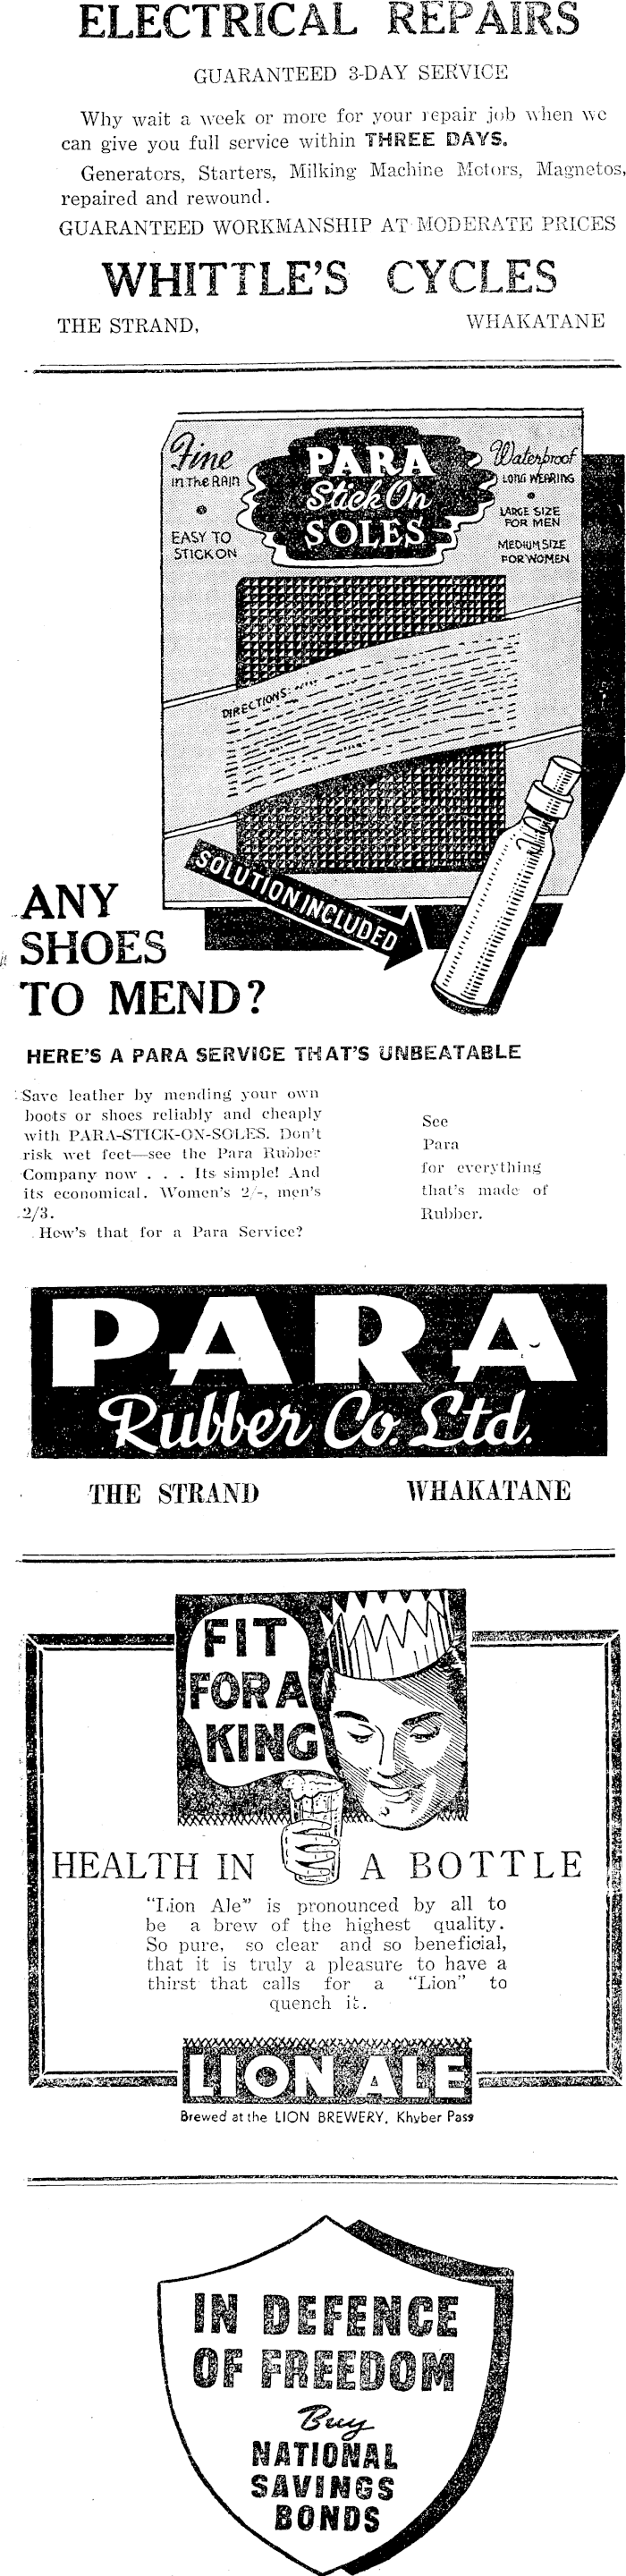 ELECTRICAL REPAIRS
GUARANTEED 3-DAY SERVICE
Why wait a week or more for your repair job when we
can give you full service within THREE DAYS.
Generators, Starters, Milking Machine Motors, Magnetos,
repaired and rewound.
GUARANTEED WORKMANSHIP AT MODERATE PRICES
WHITTLE'S CYCLES
THE STRAND, WHAKATANE
Fine
in The RAin
EASY TO
STICK ON
PARA
Stick On
SOLES
Waterproof
LONG WEARING
LARGE SIZE
FOR MEN
MEDIUM SIZE
FOR WOMEN
DIRECTIONS:
SOLUTION INCLUDED
ANY
SHOES
TO MEND?
HERE'S A PARA SERVICE THAT'S UNBEATABLE
Save leather by mending your own
boots or shoes reliably and cheaply
with PARA-STICK-ON-SOLES. Don't
risk wet feet—see the Para Rubber
Company now . . . Its simple! And
its economical. Women's 2/-, men's
2/3.
How's that for a Para Service?
See
Para
for everything
that's made of
Rubber.
PARA
Rubber Co. Ltd.
THE STRAND WHAKATANE
FIT
FOR A
KING
HEALTH IN A BOTTLE
"Lion Ale" is pronounced by all to
be a brew of the highest quality.
So pure, so clear and so beneficial,
that it is truly a pleasure to have a
thirst that calls for a "Lion" to
quench it.
LION ALE
Brewed at the LION BREWERY, Khyber Pass
IN DEFENCE
OF FREEDOM
Buy
NATIONAL
SAVINGS
BONDS